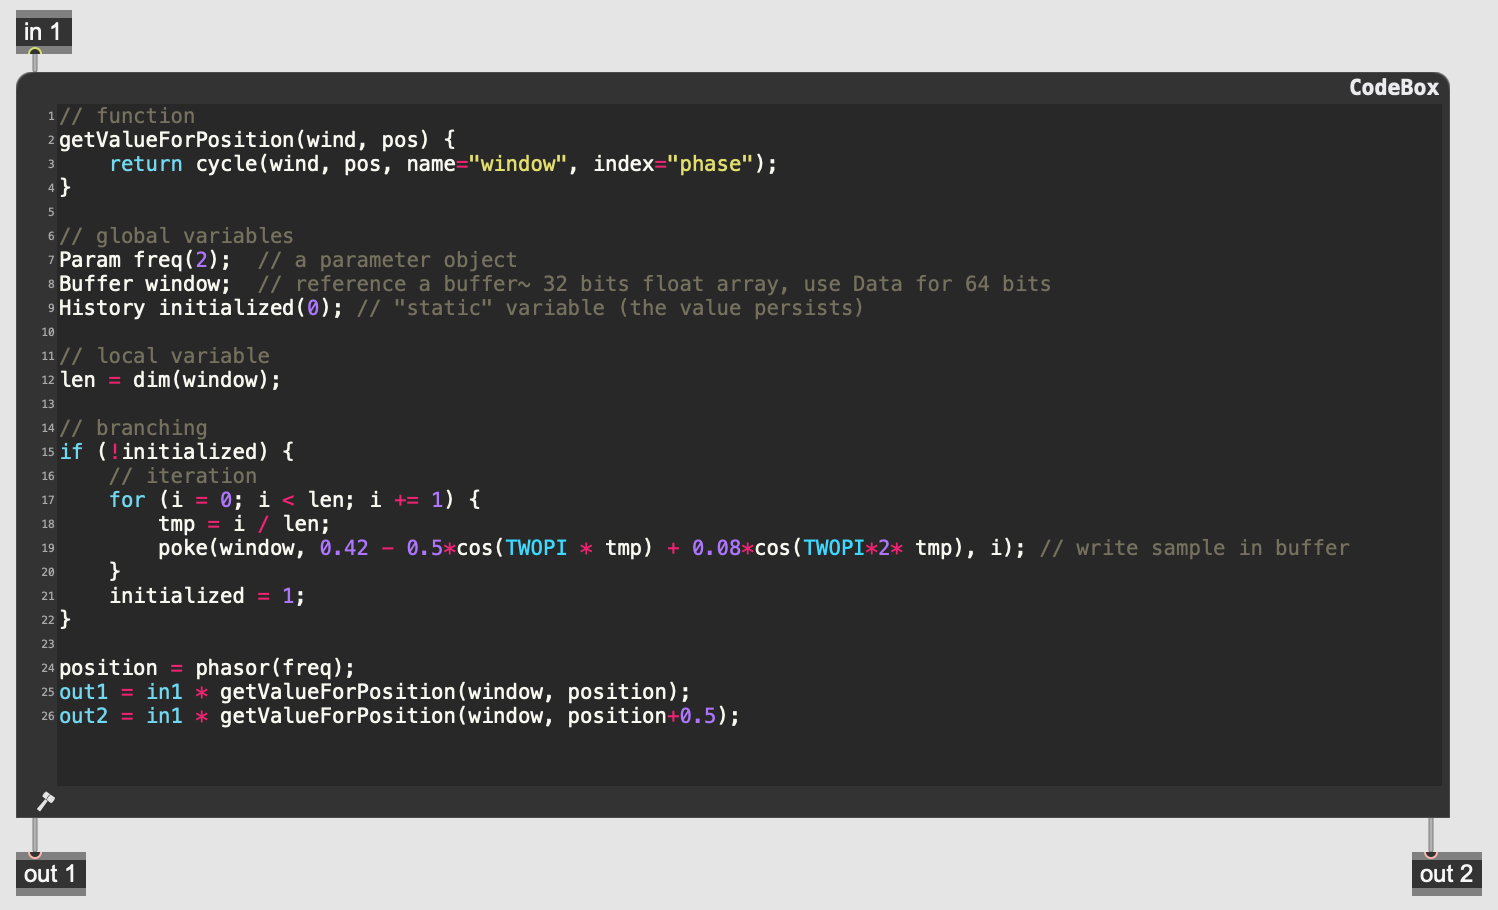 in 1
CodeBox
1 // function
2 getValueForPosition(wind, pos) {
3     return cycle(wind, pos, name="window", index="phase");
4 }
5
6 // global variables
7 Param freq(2);  // a parameter object
8 Buffer window;  // reference a buffer~ 32 bits float array, use Data for 64 bits
9 History initialized(0); // "static" variable (the value persists)
10
11 // local variable
12 len = dim(window);
13
14 // branching
15 if (!initialized) {
16     // iteration
17     for (i = 0; i < len; i += 1) {
18         tmp = i / len;
19         poke(window, 0.42 - 0.5*cos(TWOPI * tmp) + 0.08*cos(TWOPI*2* tmp), i); // write sample in buffer
20     }
21     initialized = 1;
22 }
23
24 position = phasor(freq);
25 out1 = in1 * getValueForPosition(window, position);
26 out2 = in1 * getValueForPosition(window, position+0.5);
out 1
out 2